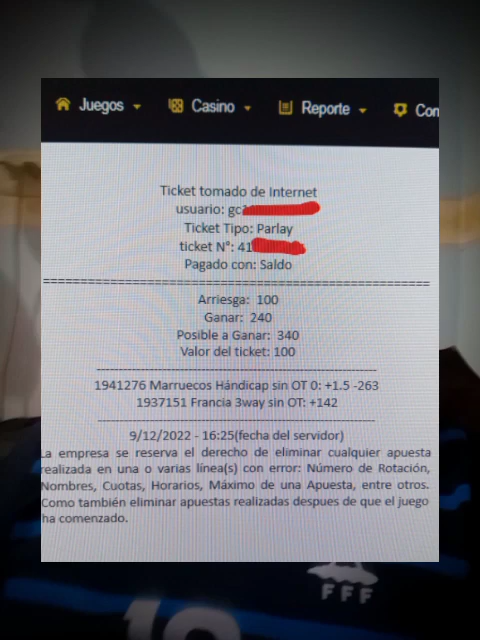 Juegos Casino Reporte Con
Ticket tomado de Internet
usuario: gc
Ticket Tipo: Parlay
ticket N°: 41
Pagado con: Saldo
==================================================
Arriesga: 100
Ganar: 240
Posible a Ganar: 340
Valor del ticket: 100
--------------------------------------------------
1941276 Marruecos Hándicap sin OT 0: +1.5 -263
1937151 Francia 3way sin OT: +142
--------------------------------------------------
9/12/2022 - 16:25(fecha del servidor)
La empresa se reserva el derecho de eliminar cualquier apuesta
realizada en una o varias línea(s) con error: Número de Rotación,
Nombres, Cuotas, Horarios, Máximo de una Apuesta, entre otros.
Como también eliminar apuestas realizadas despues de que el juego
ha comenzado.
FFF
10